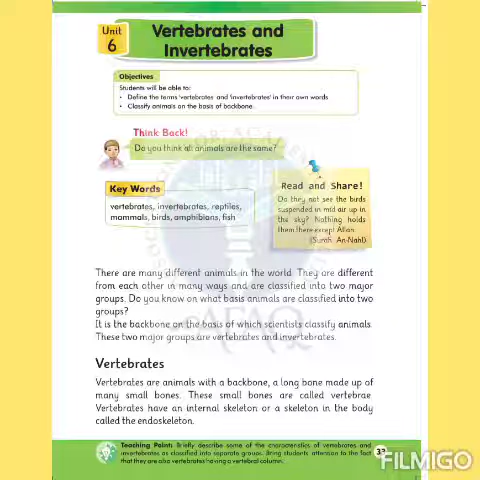 Unit
6
Vertebrates and
Invertebrates
Objectives
Students will be able to:
• Define the terms 'vertebrates' and 'invertebrates' in their own words
• Classify animals on the basis of backbone
Think Back!
Do you think all animals are the same?
Key Words
vertebrates, invertebrates, reptiles,
mammals, birds, amphibians, fish
Read and Share!
Do they not see the birds
suspended in mid air up in
the sky? Nothing holds
them there except Allan
(Surah An-Nahl)
There are many different animals in the world. They are different
from each other in many ways and are classified into two major
groups. Do you know on what basis animals are classified into two
groups?
It is the backbone on the basis of which scientists classify animals.
These two major groups are vertebrates and invertebrates.
Vertebrates
Vertebrates are animals with a backbone, a long bone made up of
many small bones. These small bones are called vertebrae.
Vertebrates have an internal skeleton or a skeleton in the body
called the endoskeleton.
Teaching Point: Briefly describe some of the characteristics of vertebrates and
invertebrates as classified into separate groups. Bring students attention to the fact
that they are also vertebrates having a vertebral column.
FILMIGO
AFAQ